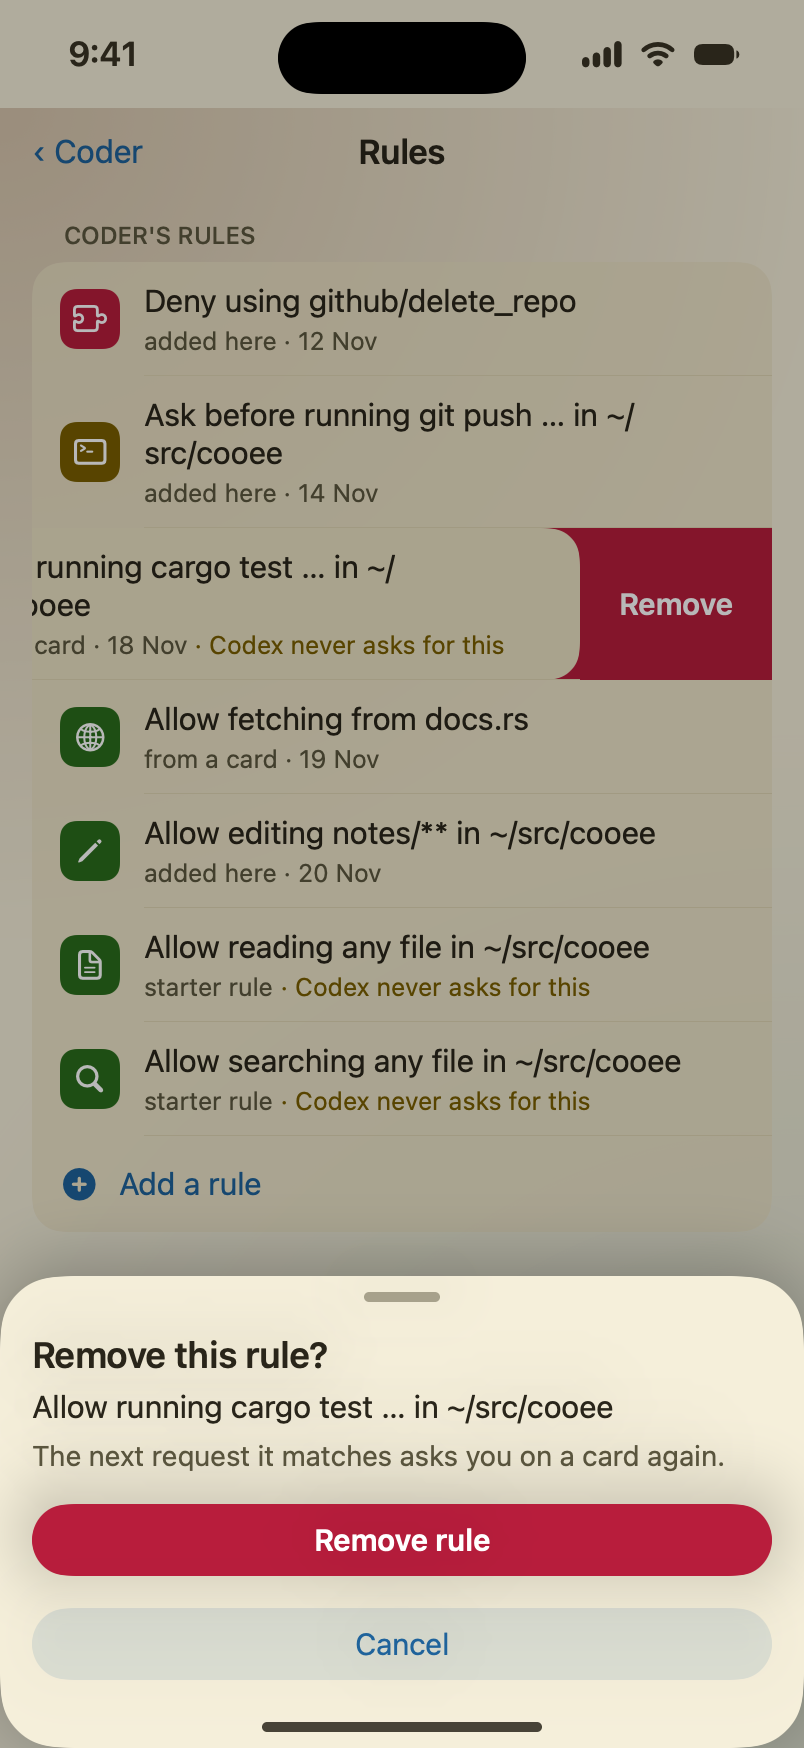 9:41
‹ Coder
Rules
CODER'S RULES
Deny using github/delete_repo
added here · 12 Nov
Ask before running git push ... in ~/
src/cooee
added here · 14 Nov
running cargo test ... in ~/
ooee
card · 18 Nov · Codex never asks for this
Remove
Allow fetching from docs.rs
from a card · 19 Nov
Allow editing notes/** in ~/src/cooee
added here · 20 Nov
Allow reading any file in ~/src/cooee
starter rule · Codex never asks for this
Allow searching any file in ~/src/cooee
starter rule · Codex never asks for this
Add a rule
Remove this rule?
Allow running cargo test ... in ~/src/cooee
The next request it matches asks you on a card again.
Remove rule
Cancel